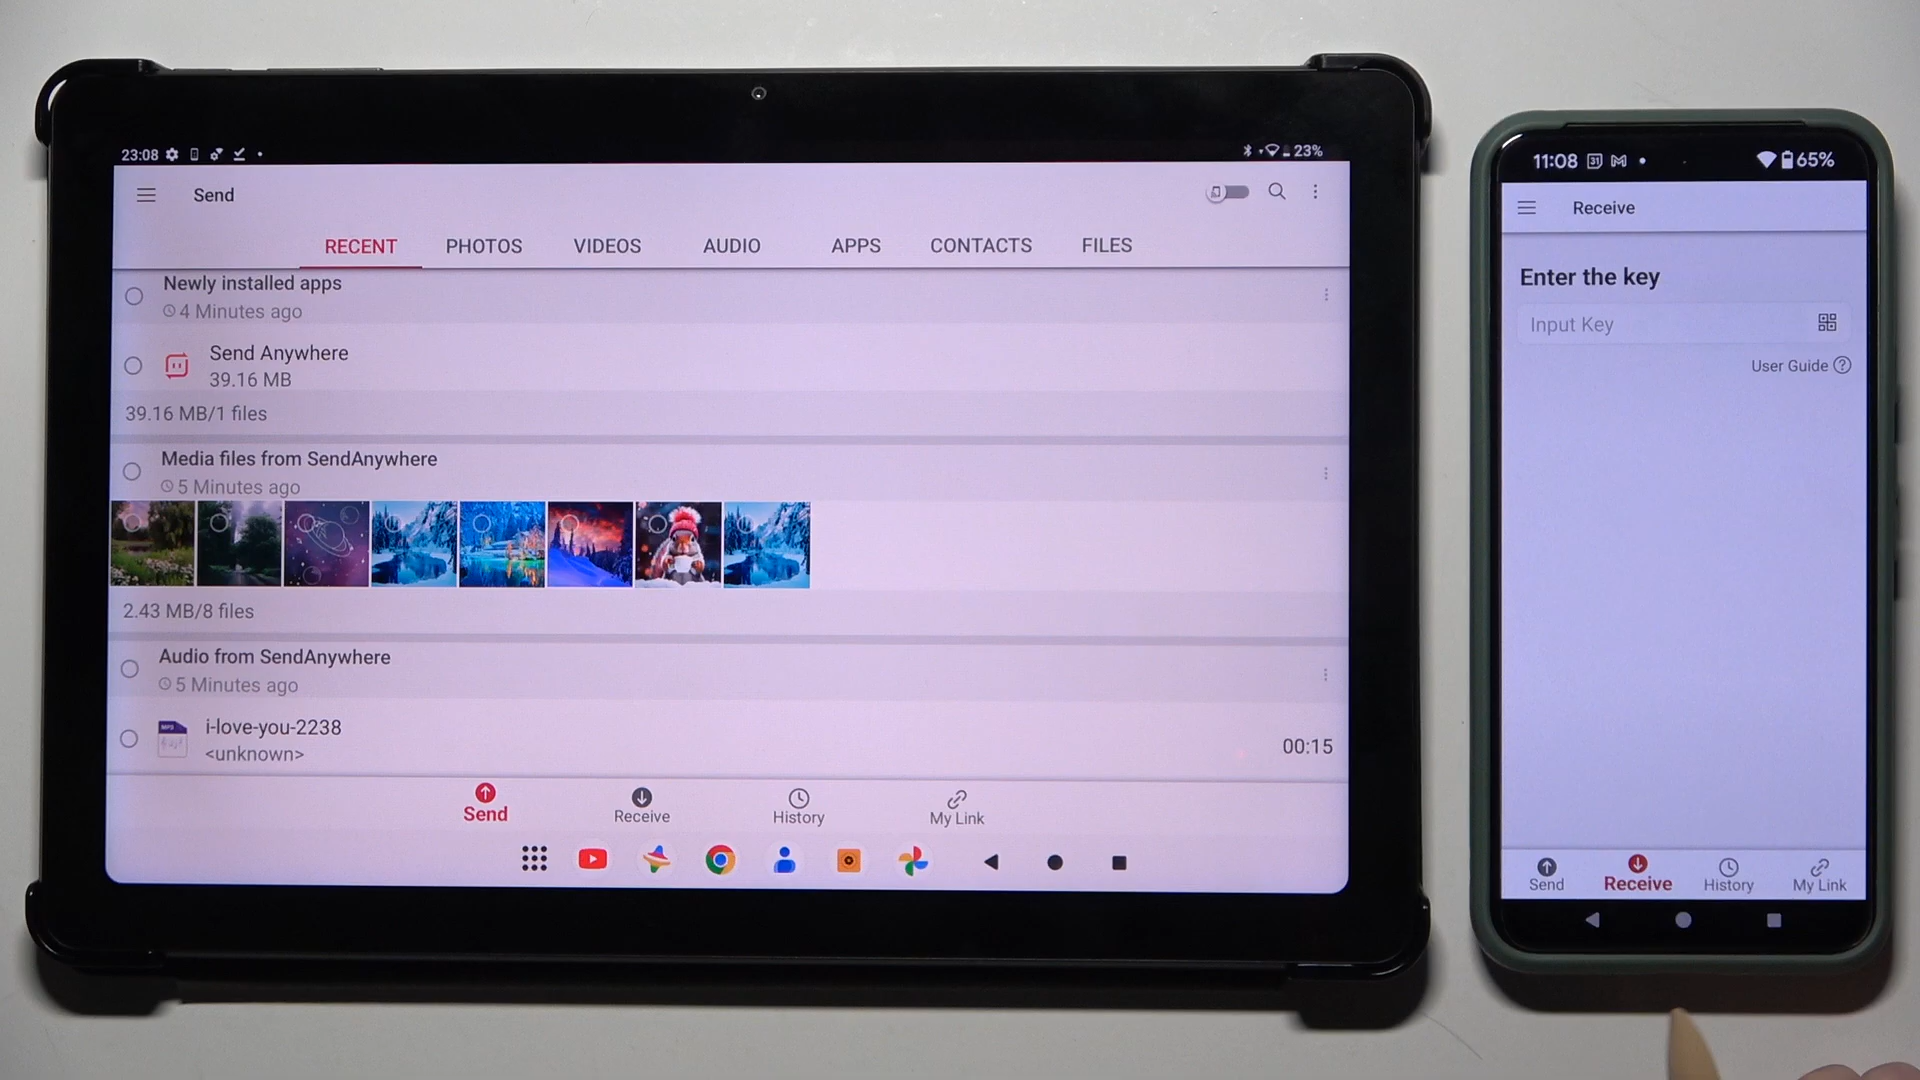 23:08
23%
Send
RECENT PHOTOS VIDEOS AUDIO APPS CONTACTS FILES
Newly installed apps
4 Minutes ago
Send Anywhere
39.16 MB
39.16 MB/1 files
Media files from SendAnywhere
5 Minutes ago
2.43 MB/8 files
Audio from SendAnywhere
5 Minutes ago
MP3
i-love-you-2238
<unknown>
00:15
Send Receive History My Link
11:08 31 65%
Receive
Enter the key
Input Key
User Guide ?
Send Receive History My Link